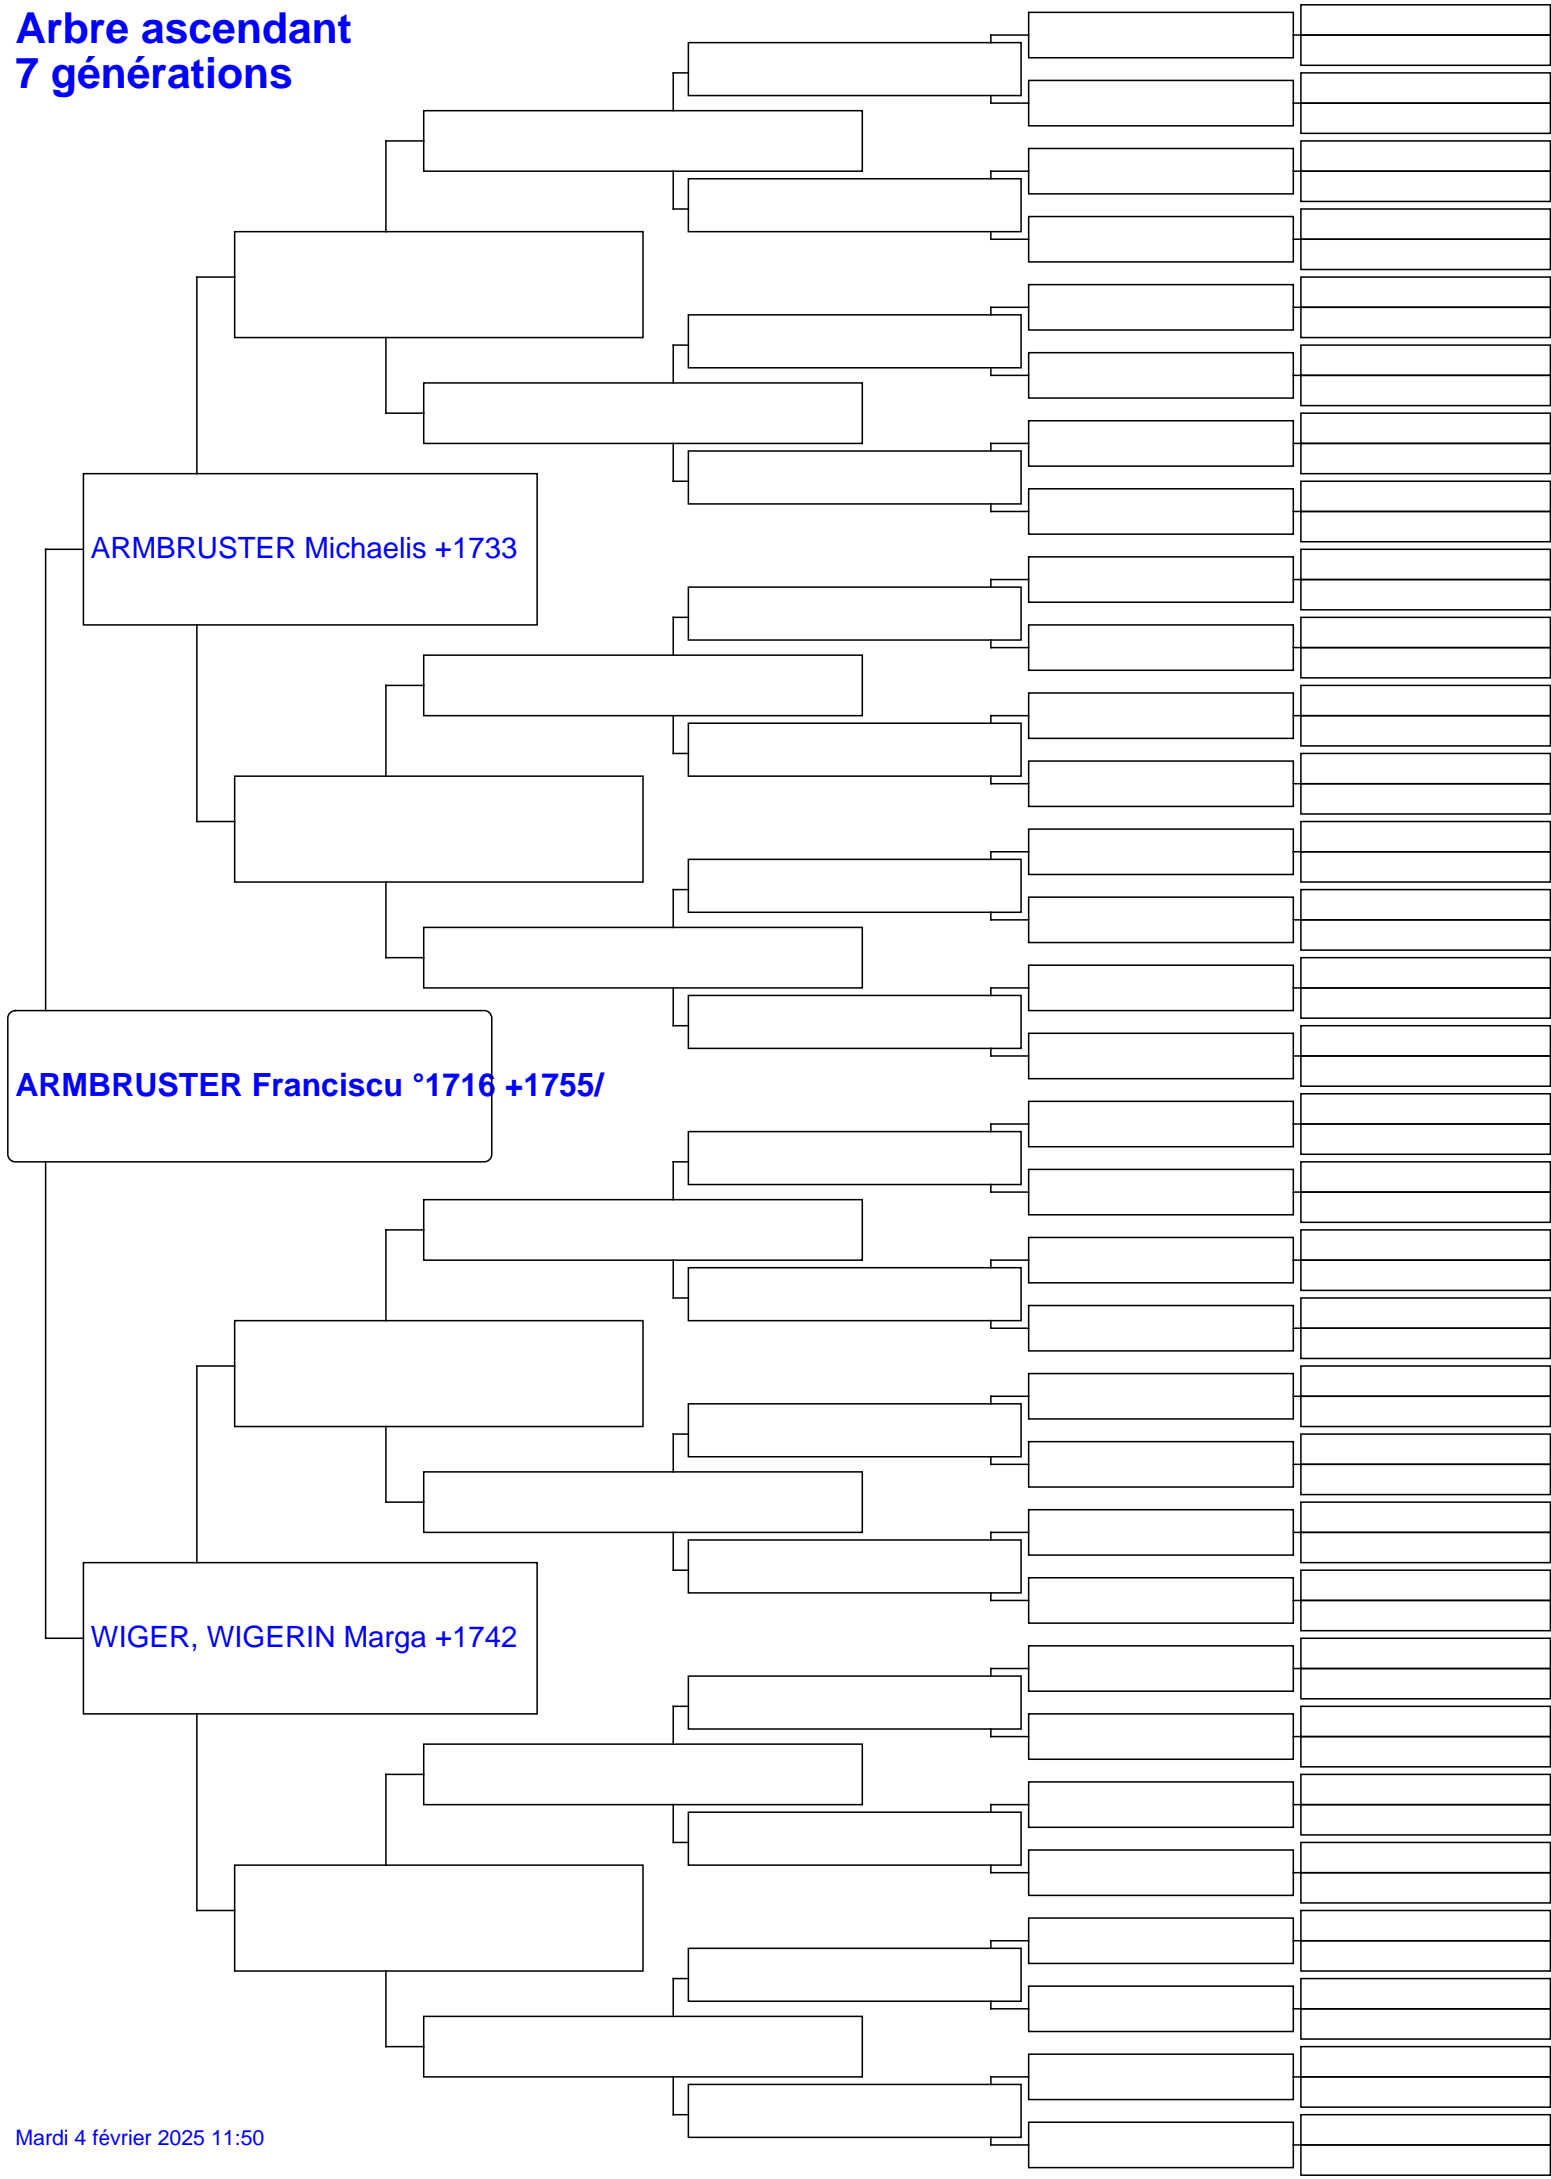 Arbre ascendant
7 générations
ARMBRUSTER Michaelis +1733
ARMBRUSTER Franciscu °1716 +1755/
WIGER, WIGERIN Marga +1742
Mardi 4 février 2025 11:50